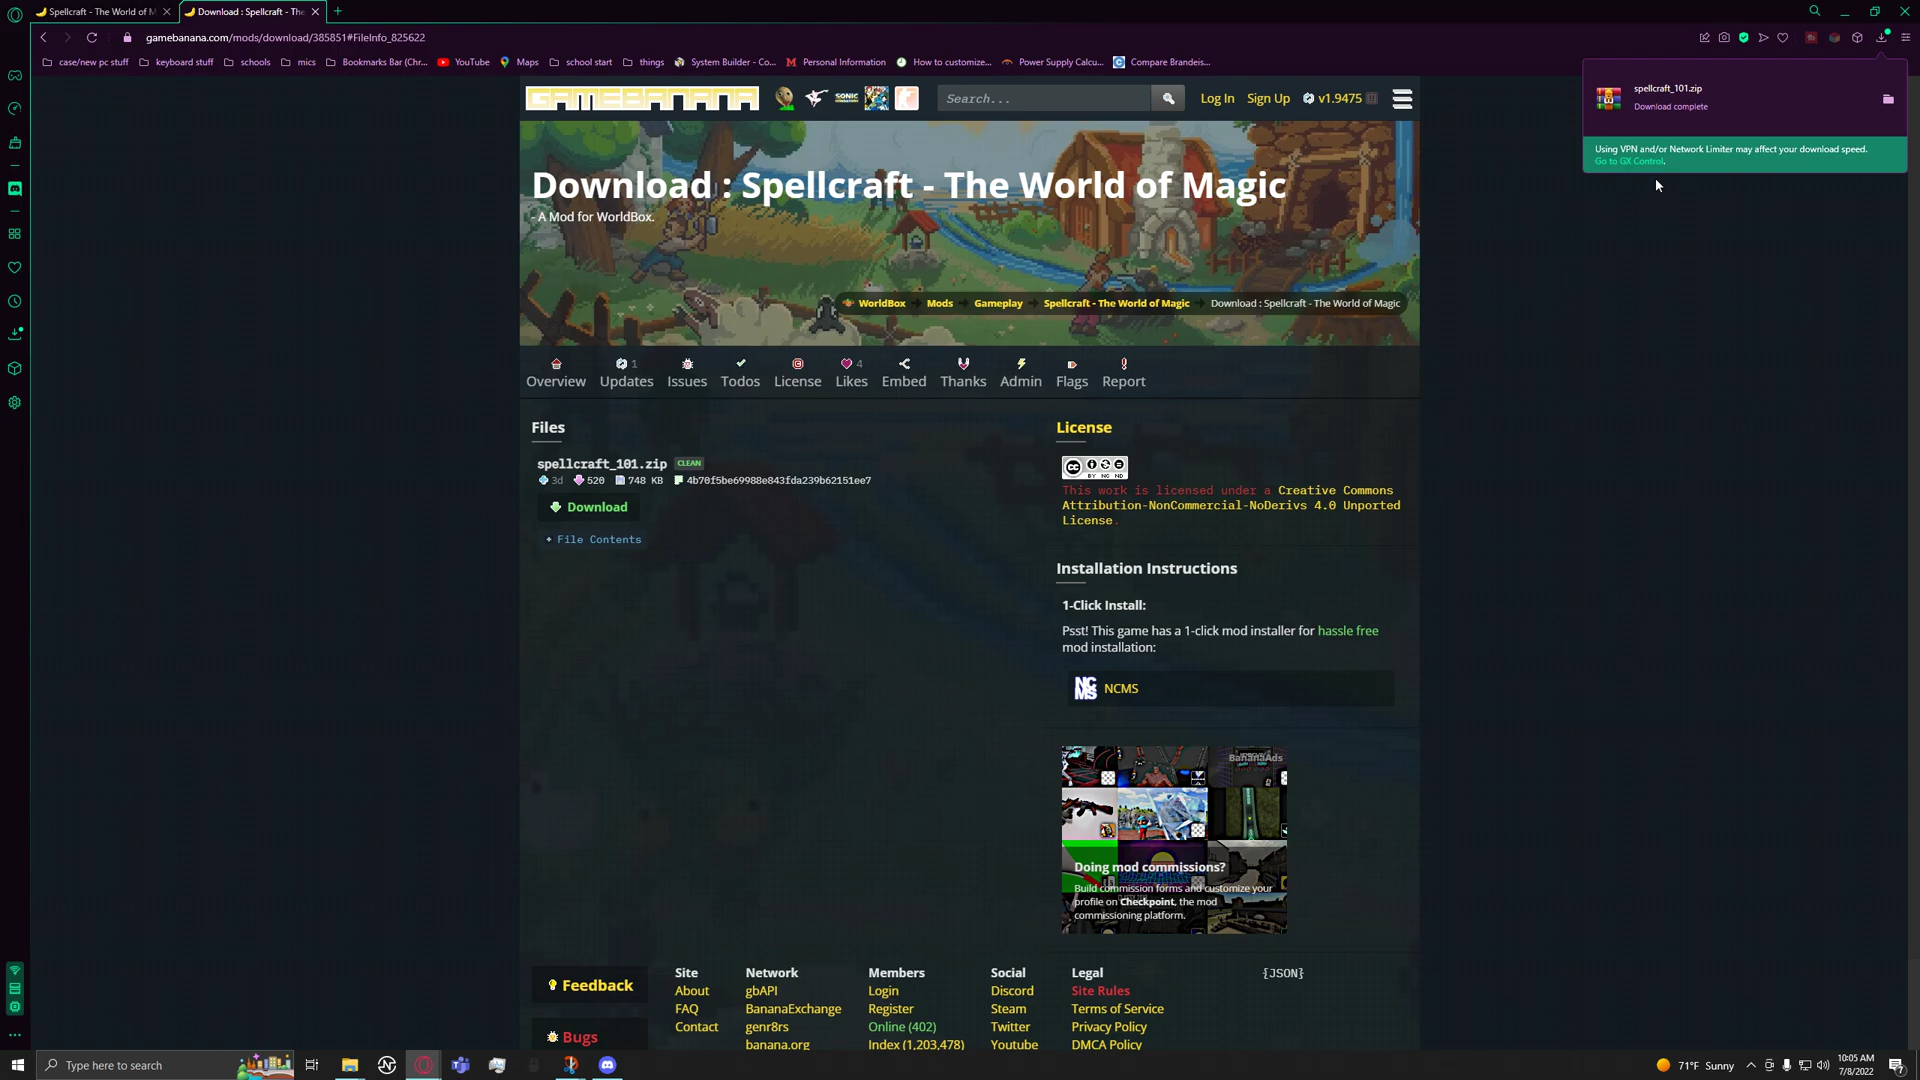 Spellcraft - The World of M
Download : Spellcraft - The
gamebanana.com/mods/download/385851#FileInfo_825622
case/new pc stuff
keyboard stuff
schools
mics
Bookmarks Bar (Chr...
YouTube
Maps
school start
things
System Builder - Co...
Personal Information
How to customize...
Power Supply Calcu...
Compare Brandeis...
spellcraft_101.zip
Download complete
Using VPN and/or Network Limiter may affect your download speed.
Go to GX Control.
GAMEBANANA
Search...
Log In
Sign Up
v1.9475
Download : Spellcraft - The World of Magic
- A Mod for WorldBox.
WorldBox
Mods
Gameplay
Spellcraft - The World of Magic
Download : Spellcraft - The World of Magic
1
4
Overview
Updates
Issues
Todos
License
Likes
Embed
Thanks
Admin
Flags
Report
Files
spellcraft_101.zip CLEAN
3d 520 748 KB 4b70f5be69988e843fda239b62151ee7
Download
+ File Contents
License
CC BY NC ND
This work is licensed under a Creative Commons
Attribution-NonCommercial-NoDerivs 4.0 Unported
License.
Installation Instructions
1-Click Install:
Psst! This game has a 1-click mod installer for hassle free
mod installation:
NCMS NCMS
BananaAds
Doing mod commissions?
Build commission forms and customize your
profile on Checkpoint, the mod
commissioning platform.
Feedback
Bugs
Site
About
FAQ
Contact
Network
gbAPI
BananaExchange
genr8rs
banana.org
Members
Login
Register
Online (402)
Index (1,203,478)
Social
Discord
Steam
Twitter
Youtube
Legal
Site Rules
Terms of Service
Privacy Policy
DMCA Policy
{JSON}
Type here to search
71°F Sunny
10:05 AM
7/8/2022
7